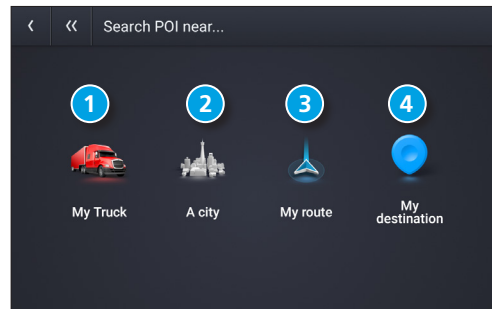 Search POI near...
1
2
3
4
My Truck
A city
My route
My
destination